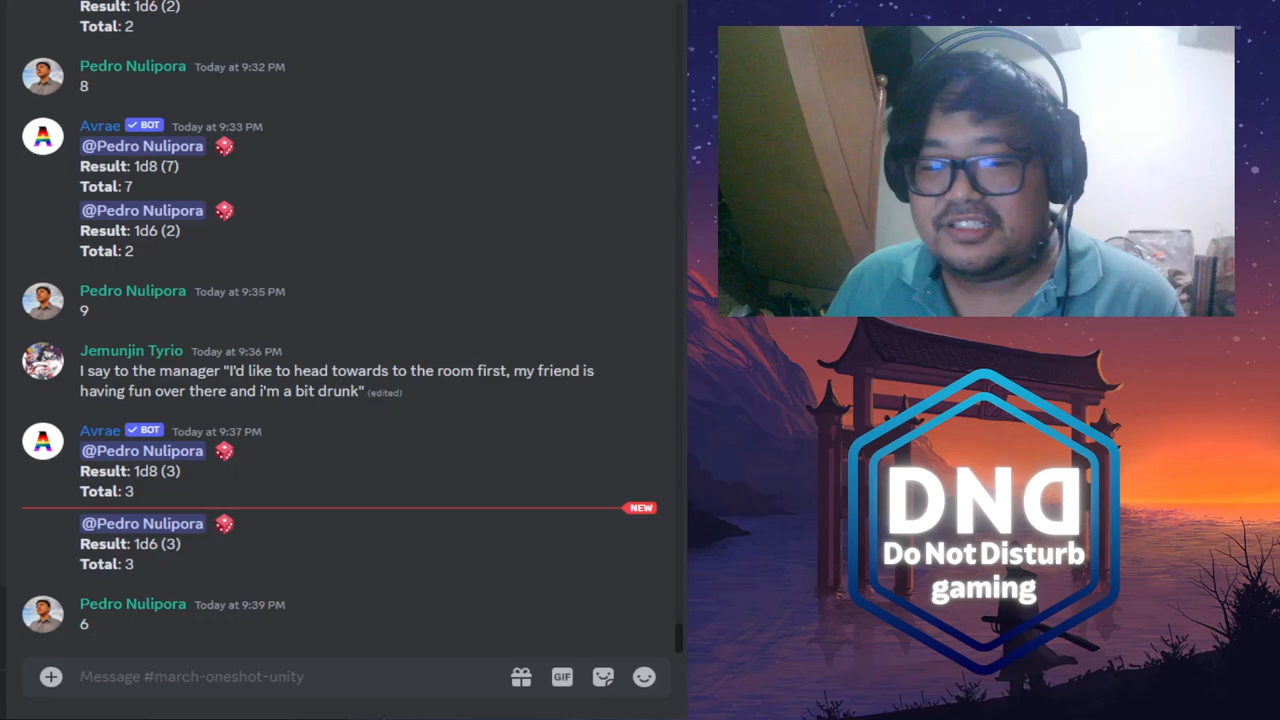 Result: 1d6 (2)
Total: 2
Pedro Nulipora Today at 9:32 PM
8
A
Avrae BOT Today at 9:33 PM
@Pedro Nulipora
Result: 1d8 (7)
Total: 7
@Pedro Nulipora
Result: 1d6 (2)
Total: 2
Pedro Nulipora Today at 9:35 PM
9
Jemunjin Tyrio Today at 9:36 PM
I say to the manager "I'd like to head towards to the room first, my friend is
having fun over there and i'm a bit drunk" (edited)
A
Avrae BOT Today at 9:37 PM
@Pedro Nulipora
Result: 1d8 (3)
Total: 3
NEW
@Pedro Nulipora
Result: 1d6 (3)
Total: 3
Pedro Nulipora Today at 9:39 PM
6
Message #march-oneshot-unity
GIF
DND
Do Not Disturb
gaming